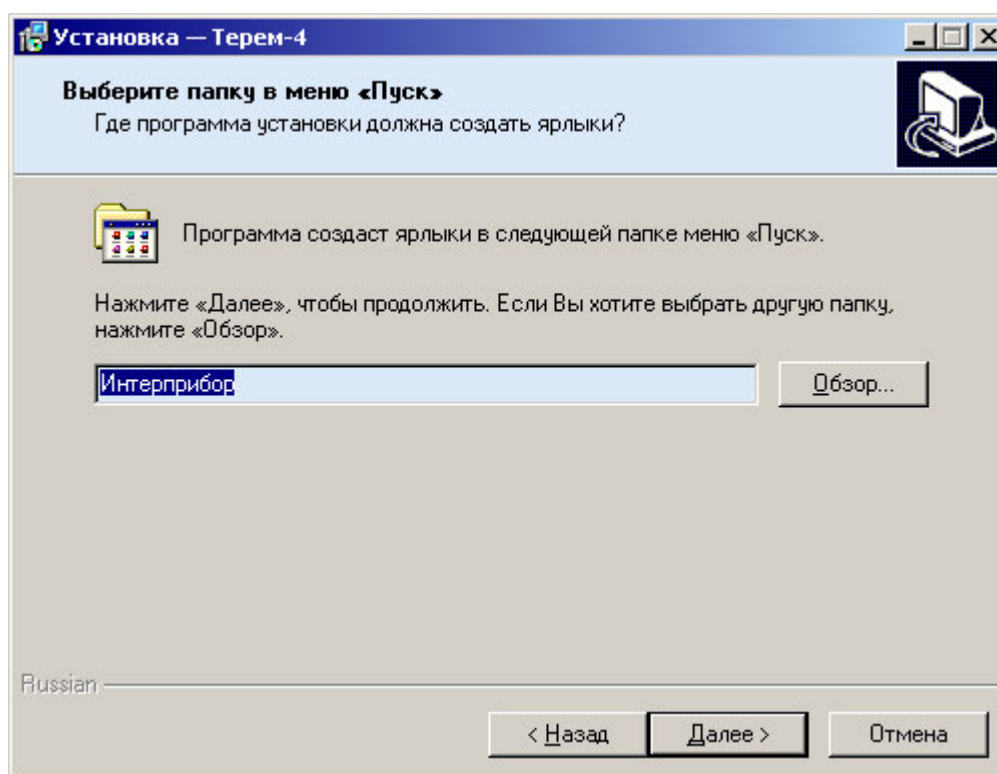 Установка — Терем-4
Выберите папку в меню «Пуск»
Где программа установки должна создать ярлыки?
Программа создаст ярлыки в следующей папке меню «Пуск».
Нажмите «Далее», чтобы продолжить. Если Вы хотите выбрать другую папку,
нажмите «Обзор».
Интерприбор
Обзор...
Russian
< Назад
Далее >
Отмена